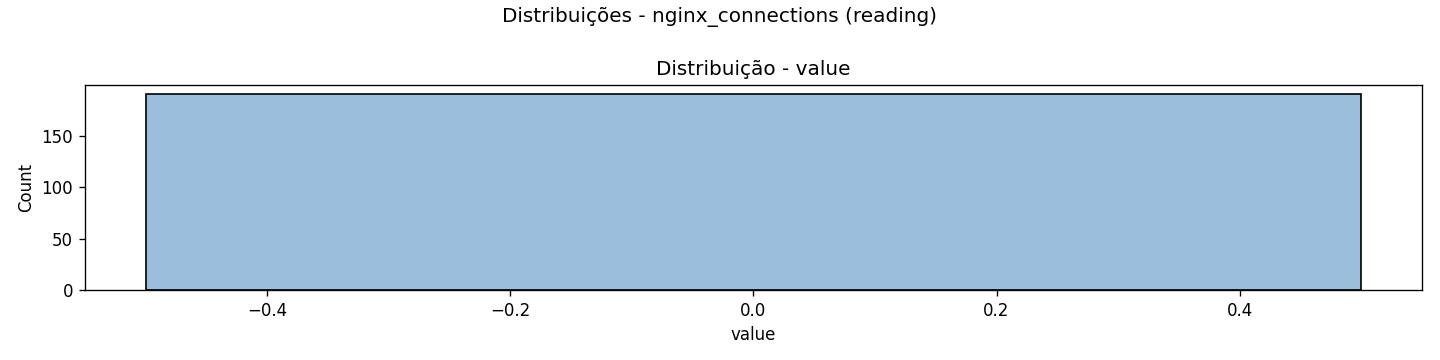 Distribuições - nginx_connections (reading)
Distribuição - value
150
100
50
0
Count
−0.4 −0.2 0.0 0.2 0.4
value